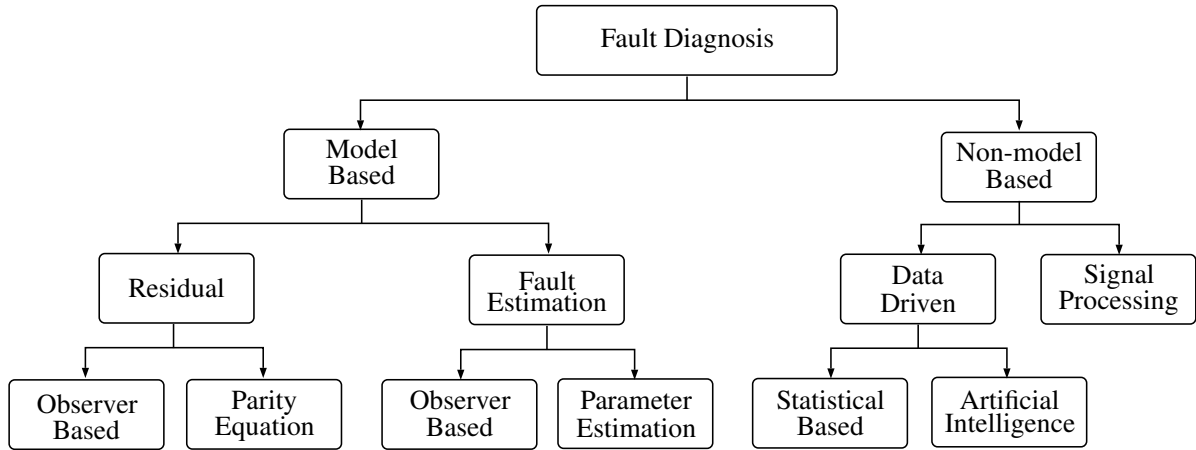 Fault Diagnosis
Model
Based
Non-model
Based
Residual
Fault
Estimation
Data
Driven
Signal
Processing
Observer
Based
Parity
Equation
Observer
Based
Parameter
Estimation
Statistical
Based
Artificial
Intelligence